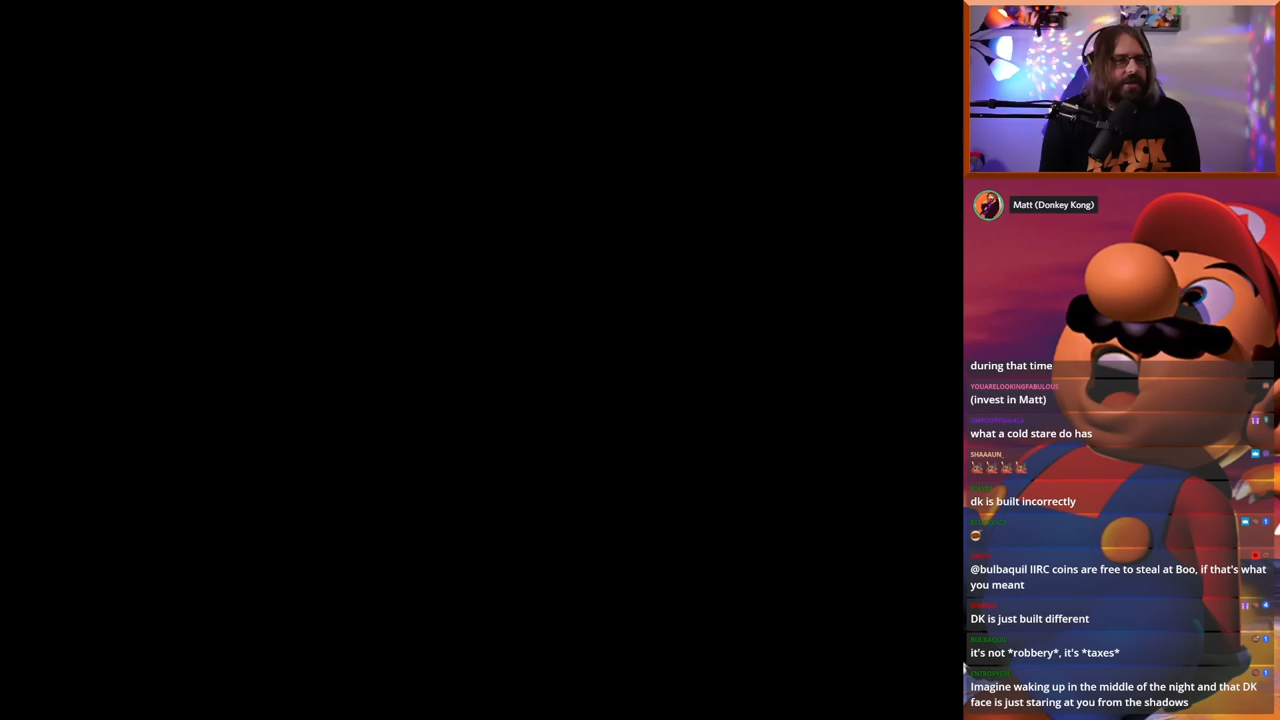 BLACK
Matt (Donkey Kong)
during that time
YOUARELOOKINGFABULOUS
(invest in Matt)
what a cold stare do has
SHAAAUN_
dk is built incorrectly
@bulbaquil IIRC coins are free to steal at Boo, if that's what
you meant
DK is just built different
BULBAQUIL
it's not *robbery*, it's *taxes*
Imagine waking up in the middle of the night and that DK
face is just staring at you from the shadows